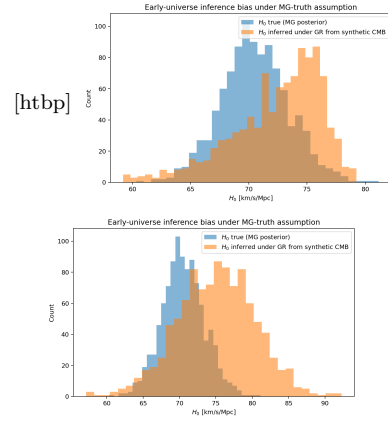 Early-universe inference bias under MG-truth assumption
H₀ true (MG posterior)
H₀ inferred under GR from synthetic CMB
100
80
60
40
20
0
Count
60
65
70
75
80
H₀ [km/s/Mpc]
[htbp]
Early-universe inference bias under MG-truth assumption
H₀ true (MG posterior)
H₀ inferred under GR from synthetic CMB
100
80
60
40
20
0
Count
60
65
70
75
80
85
90
H₀ [km/s/Mpc]